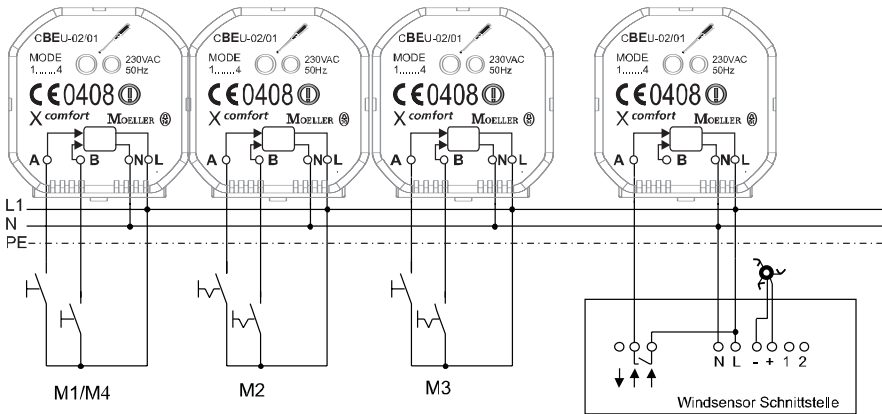 CBEU-02/01
MODE
1.......4
230VAC
50Hz
CE0408
X comfort MOELLER
A B N L
CBEU-02/01
MODE
1.......4
230VAC
50Hz
CE0408
X comfort MOELLER
A B N L
CBEU-02/01
MODE
1.......4
230VAC
50Hz
CE0408
X comfort MOELLER
A B N L
CBEU-02/01
MODE
1.......4
230VAC
50Hz
CE0408
X comfort MOELLER
A B N L
L1
N
PE
N L - + 1 2
M1/M4
M2
M3
Windsensor Schnittstelle